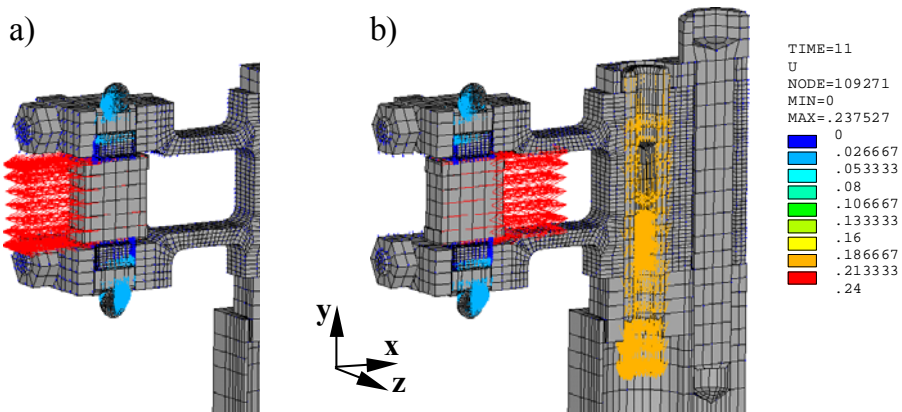 a)
b)
TIME=11
U
NODE=109271
MIN=0
MAX=.237527
0
.026667
.053333
.08
.106667
.133333
.16
.186667
.213333
.24
y
x
z